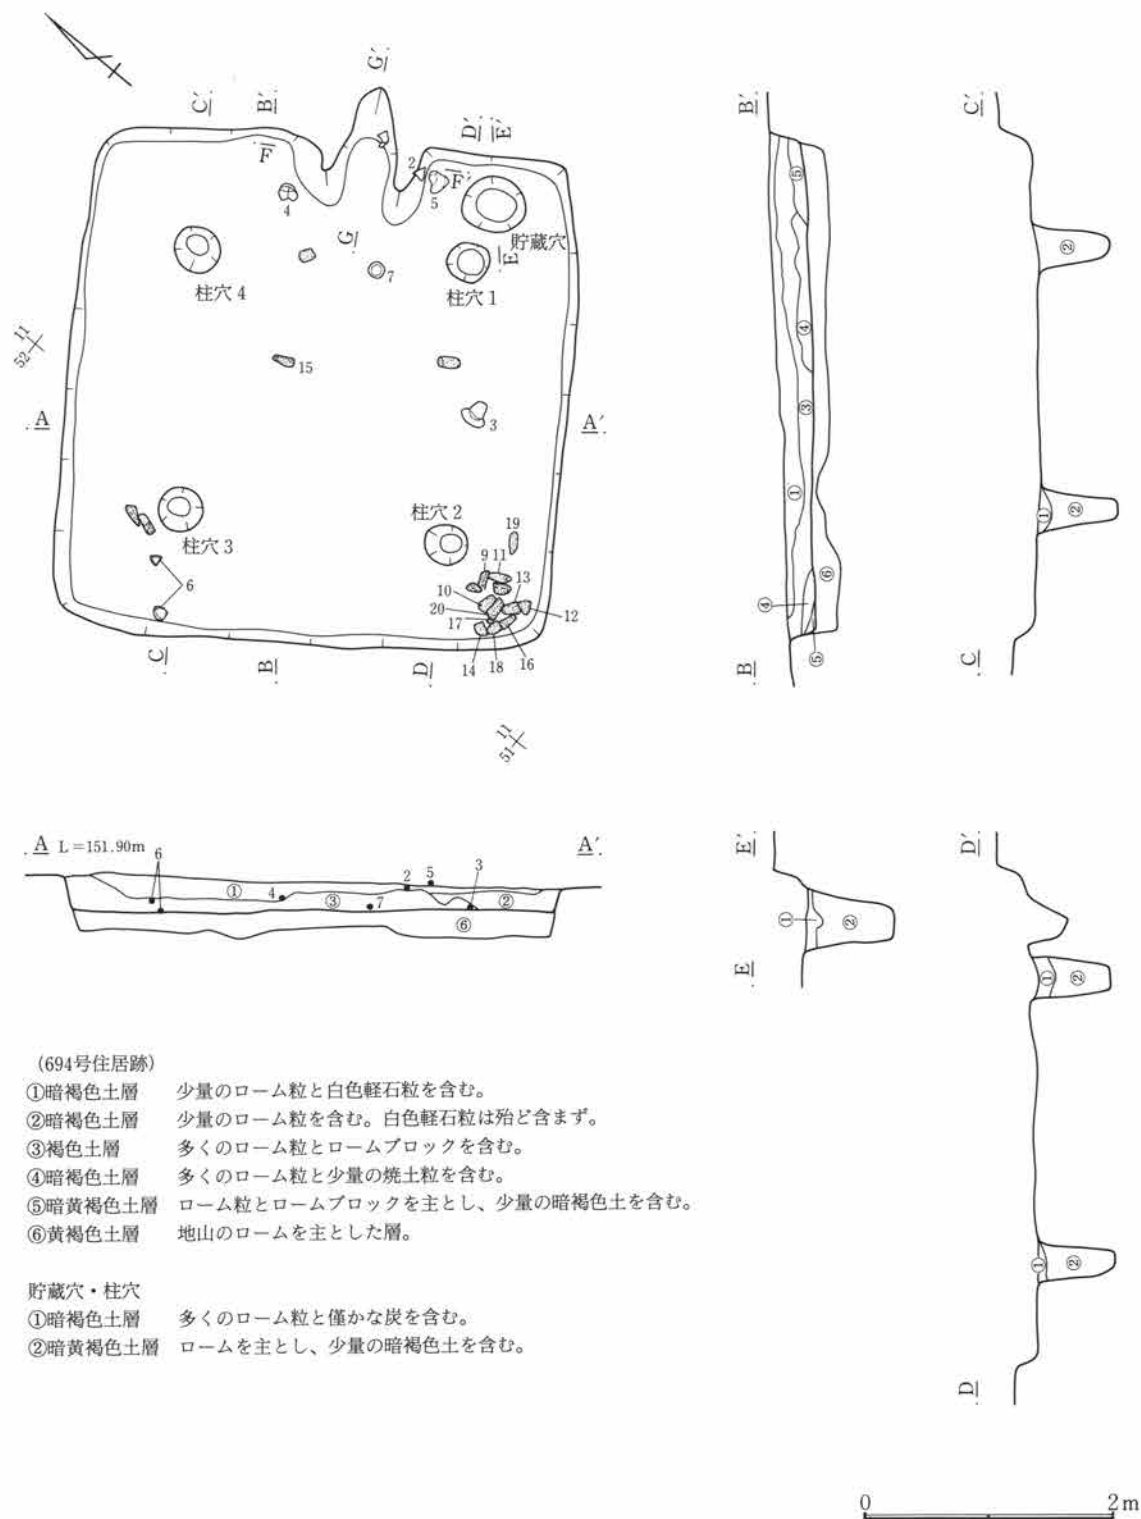 G′
C′ B′ D′ E′
F
F′
2
4
5
貯蔵穴
G
E
7
柱穴4
柱穴1
11
52
15
3
A
A′
柱穴2
柱穴3
19
9 11
13
6
10
20
12
17
14 18 16
C B D
11
51
B′
C′
⑤
②
④
③
①
① ②
⑥
④
⑤
B
C
A L=151.90m
A′
6
2 5 3
① 4 ③ 7 ②
⑥
E′
D′
① ②
E
① ②
① ②
D
(694号住居跡)
①暗褐色土層 少量のローム粒と白色軽石粒を含む。
②暗褐色土層 少量のローム粒を含む。白色軽石粒は殆ど含まず。
③褐色土層 多くのローム粒とロームブロックを含む。
④暗褐色土層 多くのローム粒と少量の焼土粒を含む。
⑤暗黄褐色土層 ローム粒とロームブロックを主とし、少量の暗褐色土を含む。
⑥黄褐色土層 地山のロームを主とした層。
貯蔵穴・柱穴
①暗褐色土層 多くのローム粒と僅かな炭を含む。
②暗黄褐色土層 ロームを主とし、少量の暗褐色土を含む。
0 2m